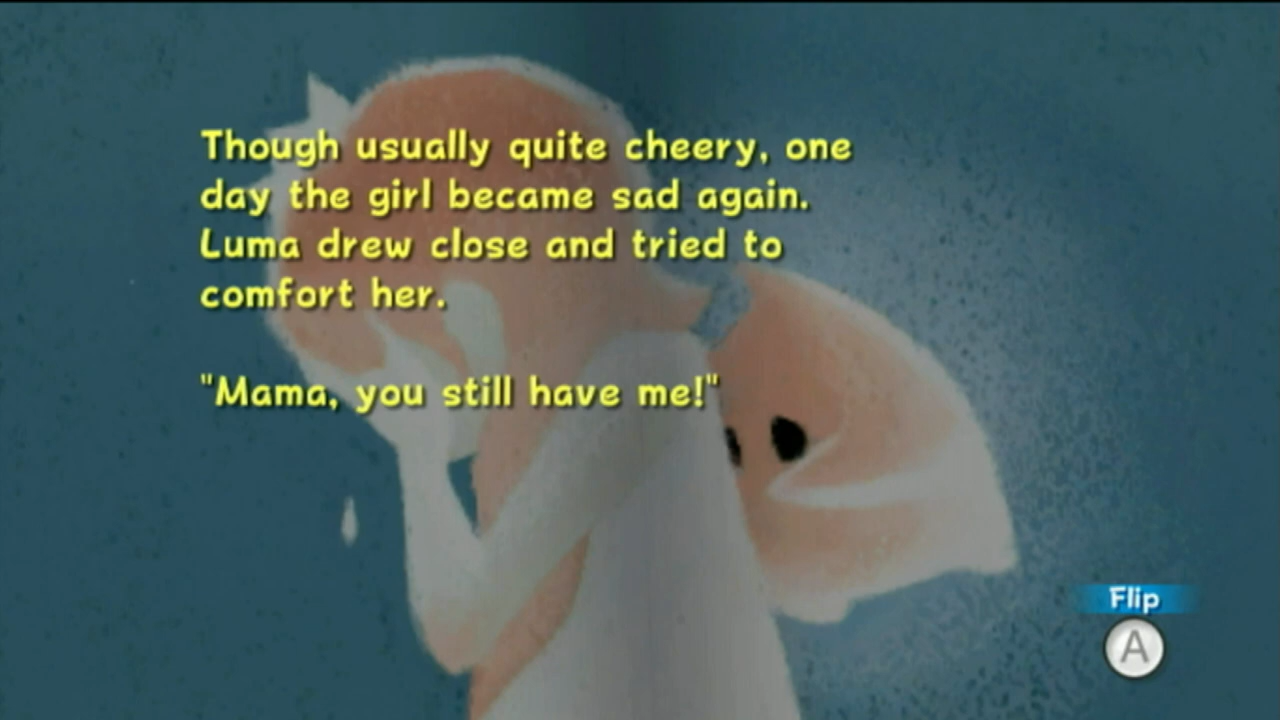 Though usually quite cheery, one
day the girl became sad again.
Luma drew close and tried to
comfort her.
"Mama, you still have me!"
Flip
A